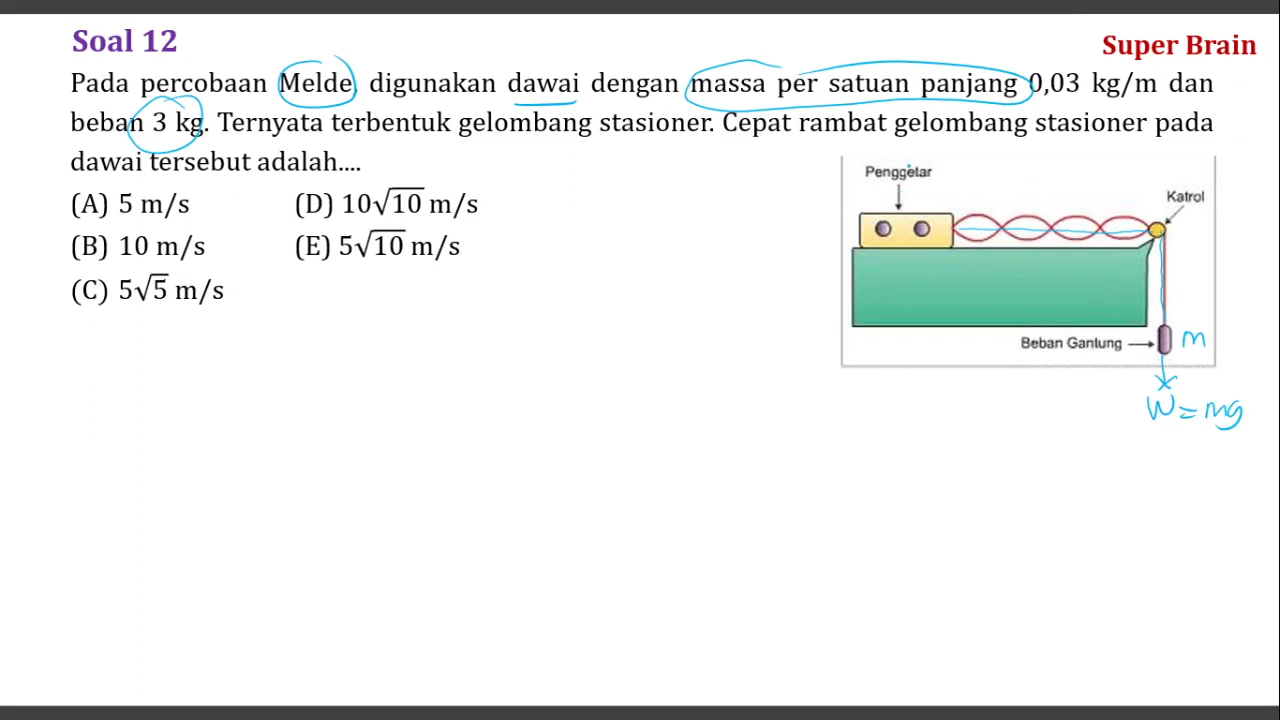 Soal 12
Super Brain
Pada percobaan Melde, digunakan dawai dengan massa per satuan panjang 0,03 kg/m dan
beban 3 kg. Ternyata terbentuk gelombang stasioner. Cepat rambat gelombang stasioner pada
dawai tersebut adalah....
(A) 5 m/s
(D) 10√10 m/s
(B) 10 m/s
(E) 5√10 m/s
(C) 5√5 m/s
Penggetar
Katrol
Beban Gantung
m
W = mg